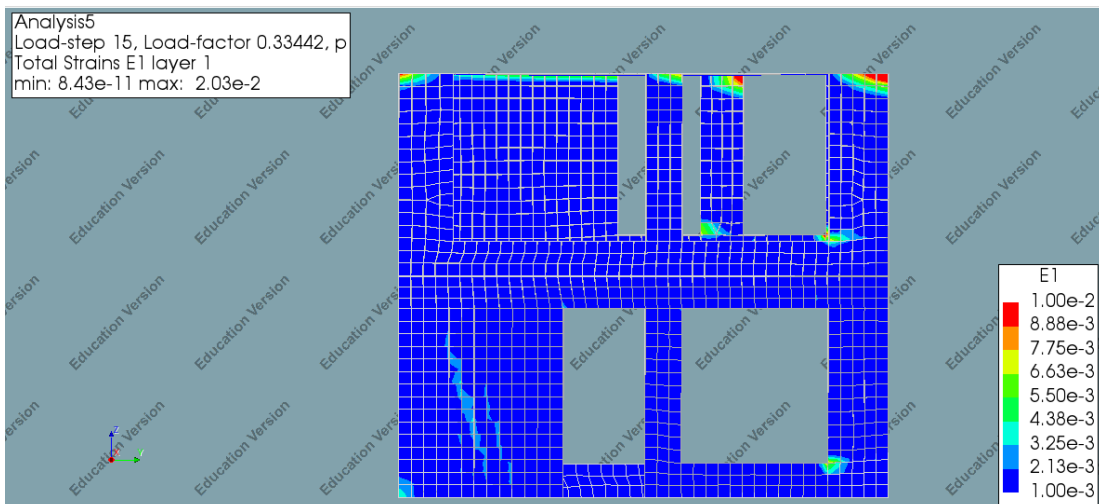 Analysis5
Load-step 15, Load-factor 0.33442, p
Total Strains E1 layer 1
min: 8.43e-11 max: 2.03e-2
Education Version
E1
1.00e-2
8.88e-3
7.75e-3
6.63e-3
5.50e-3
4.38e-3
3.25e-3
2.13e-3
1.00e-3
Z
X
Y